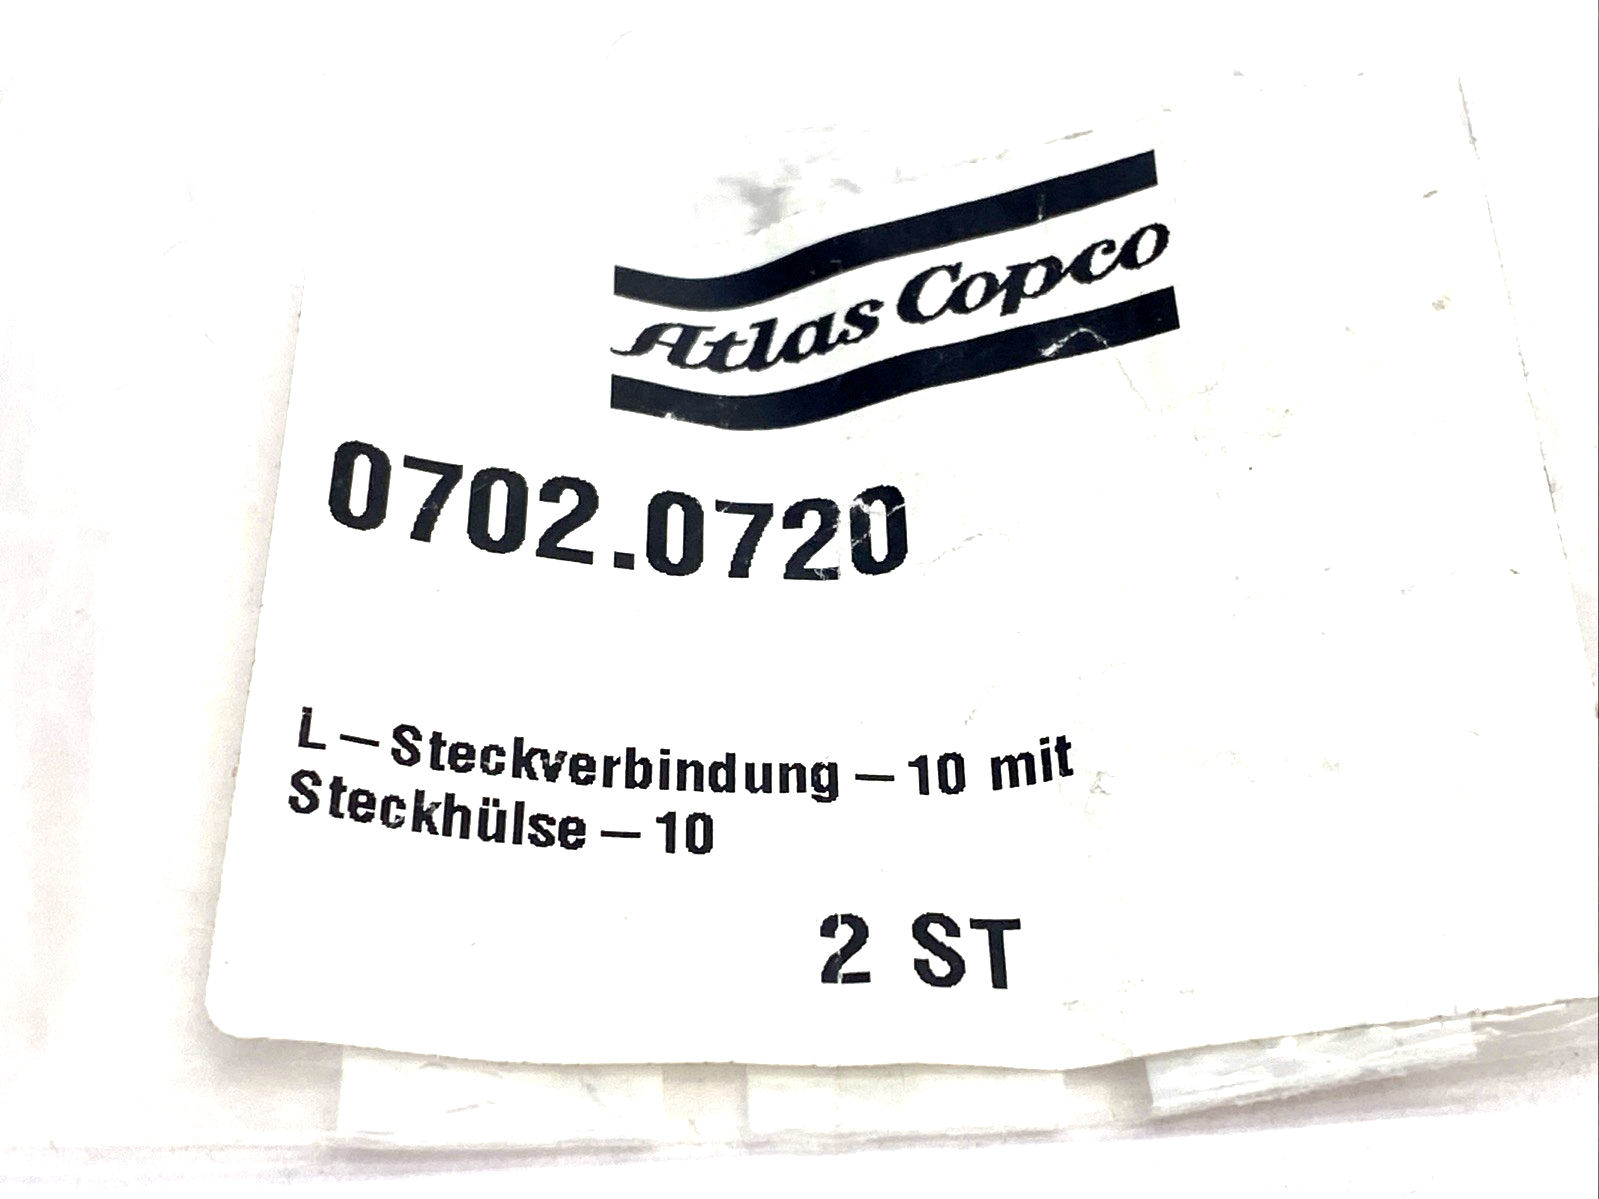 Atlas Copco
0702.0720
L-Steckverbindung-10 mit
Steckhülse-10
2 ST